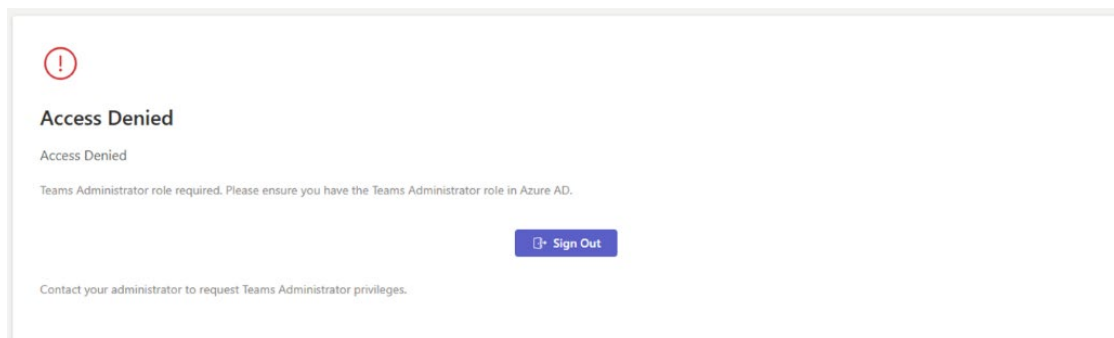 Access Denied
Access Denied
Teams Administrator role required. Please ensure you have the Teams Administrator role in Azure AD.
Sign Out
Contact your administrator to request Teams Administrator privileges.